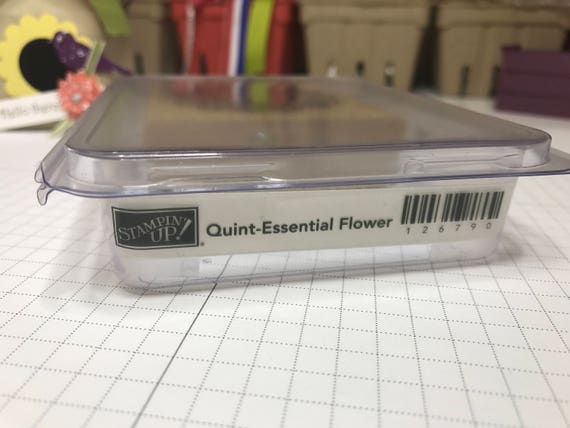 STAMPIN' UP!®
Quint-Essential Flower
126790